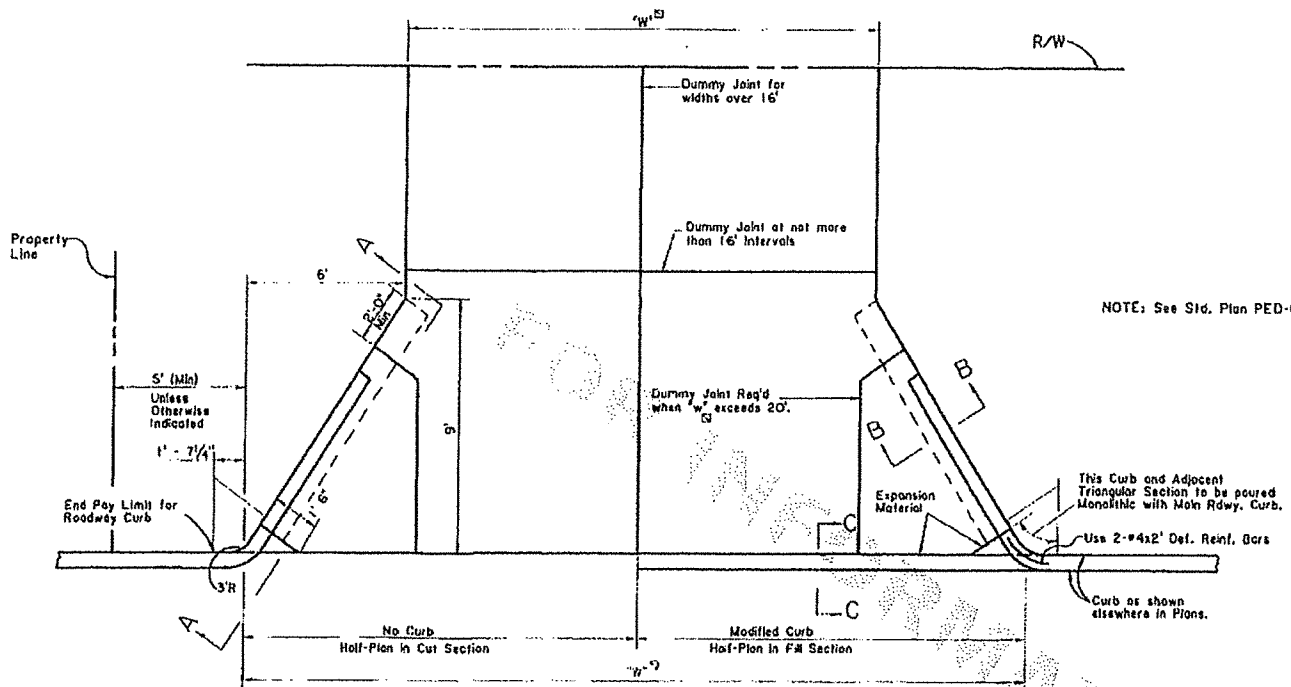 'W'
R/W
Dummy Joint for
widths over 16'
Dummy Joint at not more
than 16' Intervals
Property
Line
A
6'
2'-0"
Min
NOTE: See Std. Plan PED-
5' (Min)
Unless
Otherwise
Indicated
1' - 7 1/4"
9'
Dummy Joint Req'd
when "w" exceeds 20'.
B
B
1'-6"
End Pay Limit for
Roadway Curb
Expansion
Material
This Curb and Adjacent
Triangular Section to be poured
Monolithic with Main Rdwy. Curb.
C
Use 2-#4x2' Def. Reinf. Bars
3'R
C
Curb as shown
elsewhere in Plans.
A
No Curb
Half-Plan in Cut Section
Modified Curb
Half-Plan in Fill Section